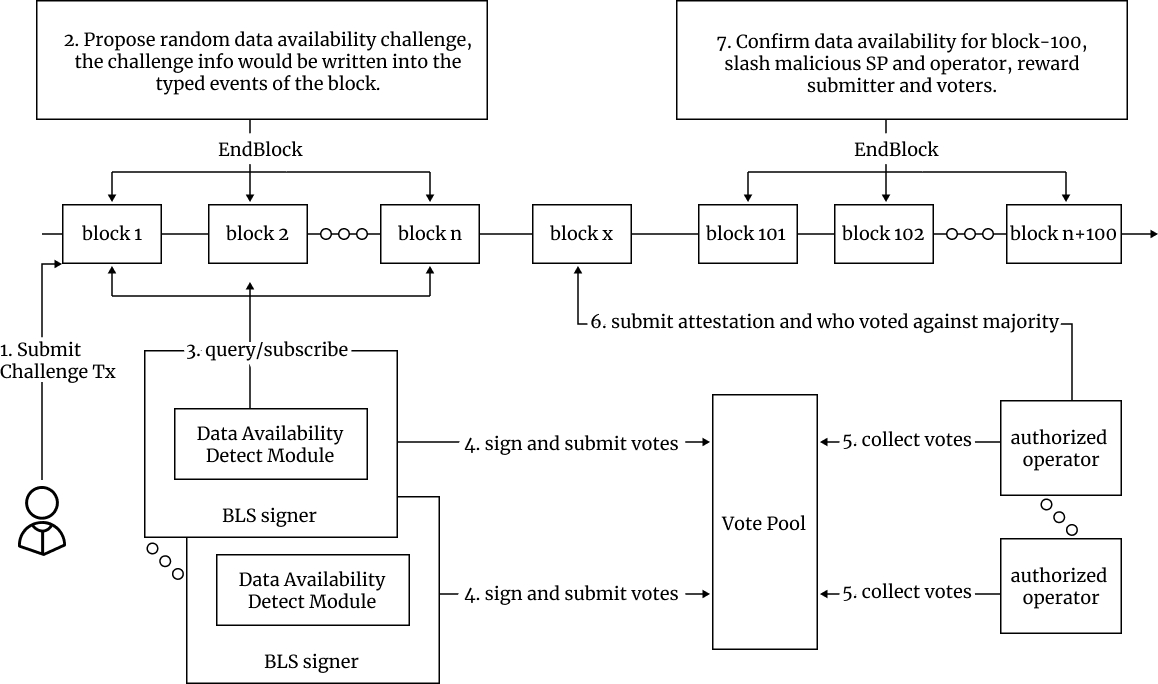 2. Propose random data availability challenge,
the challenge info would be written into the
typed events of the block.
7. Confirm data availability for block-100,
slash malicious SP and operator, reward
submitter and voters.
EndBlock
EndBlock
block 1
block 2
block n
block x
block 101
block 102
block n+100
6. submit attestation and who voted against majority
1. Submit
Challenge Tx
3. query/subscribe
Data Availability
Detect Module
BLS signer
4. sign and submit votes
Vote Pool
5. collect votes
authorized
operator
Data Availability
Detect Module
BLS signer
4. sign and submit votes
5. collect votes
authorized
operator